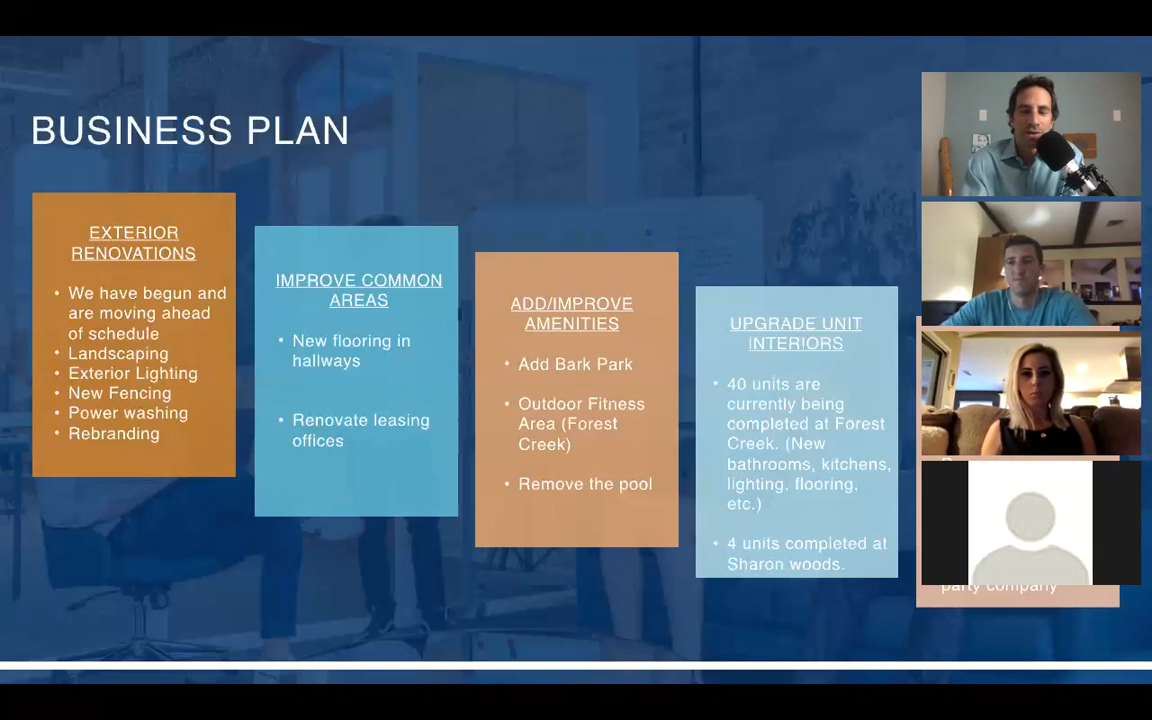 BUSINESS PLAN
EXTERIOR
RENOVATIONS
• We have begun and
are moving ahead
of schedule
• Landscaping
• Exterior Lighting
• New Fencing
• Power washing
• Rebranding
IMPROVE COMMON
AREAS
• New flooring in
hallways
• Renovate leasing
offices
ADD/IMPROVE
AMENITIES
• Add Bark Park
• Outdoor Fitness
Area (Forest
Creek)
• Remove the pool
UPGRADE UNIT
INTERIORS
• 40 units are
currently being
completed at Forest
Creek. (New
bathrooms, kitchens,
lighting, flooring,
etc.)
• 4 units completed at
Sharon woods.
party company